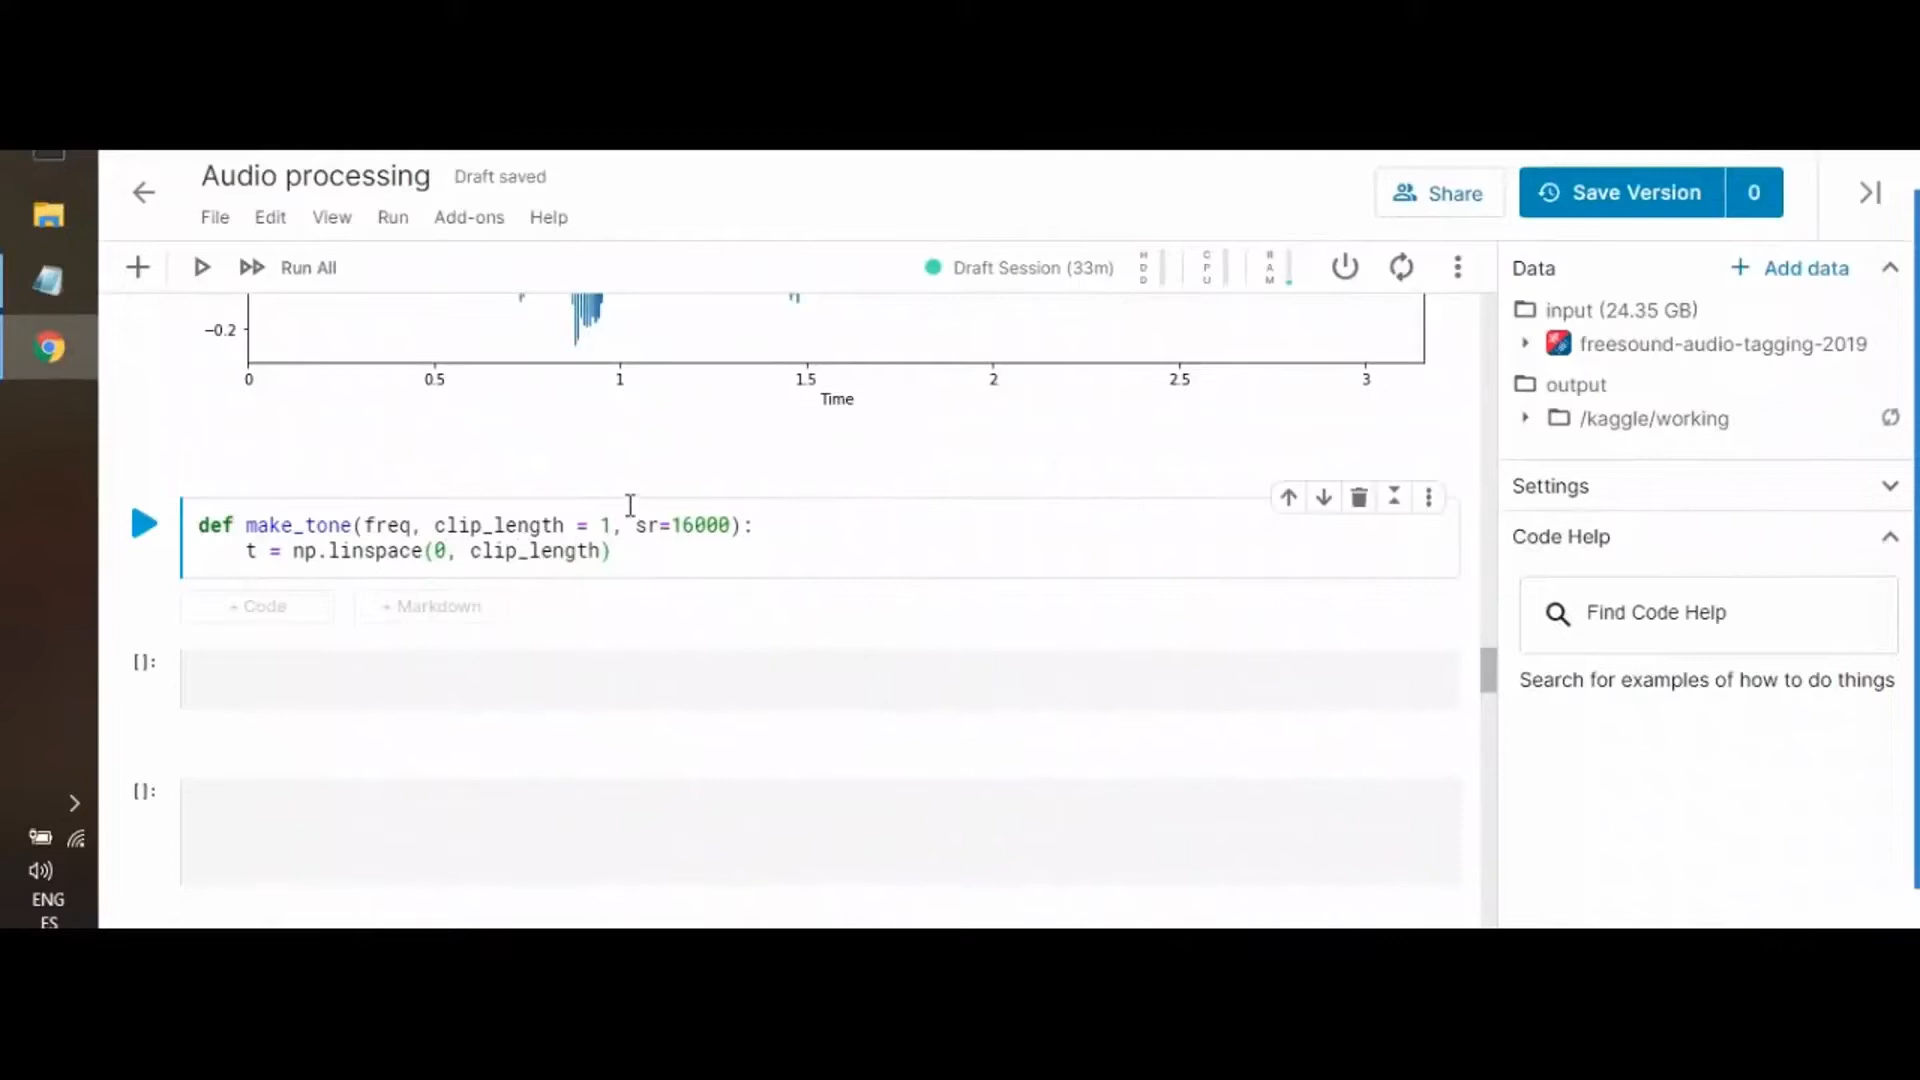 Audio processing Draft saved
Share
Save Version 0
File Edit View Run Add-ons Help
Run All
Draft Session (33m)
HDD
CPU
RAM
Data
Add data
input (24.35 GB)
freesound-audio-tagging-2019
output
/kaggle/working
Settings
Code Help
Find Code Help
Search for examples of how to do things
−0.2
0 0.5 1 1.5 2 2.5 3
Time
def make_tone(freq, clip_length = 1, sr=16000):
t = np.linspace(0, clip_length)
+ Code + Markdown
[]:
[]:
ENG
ES